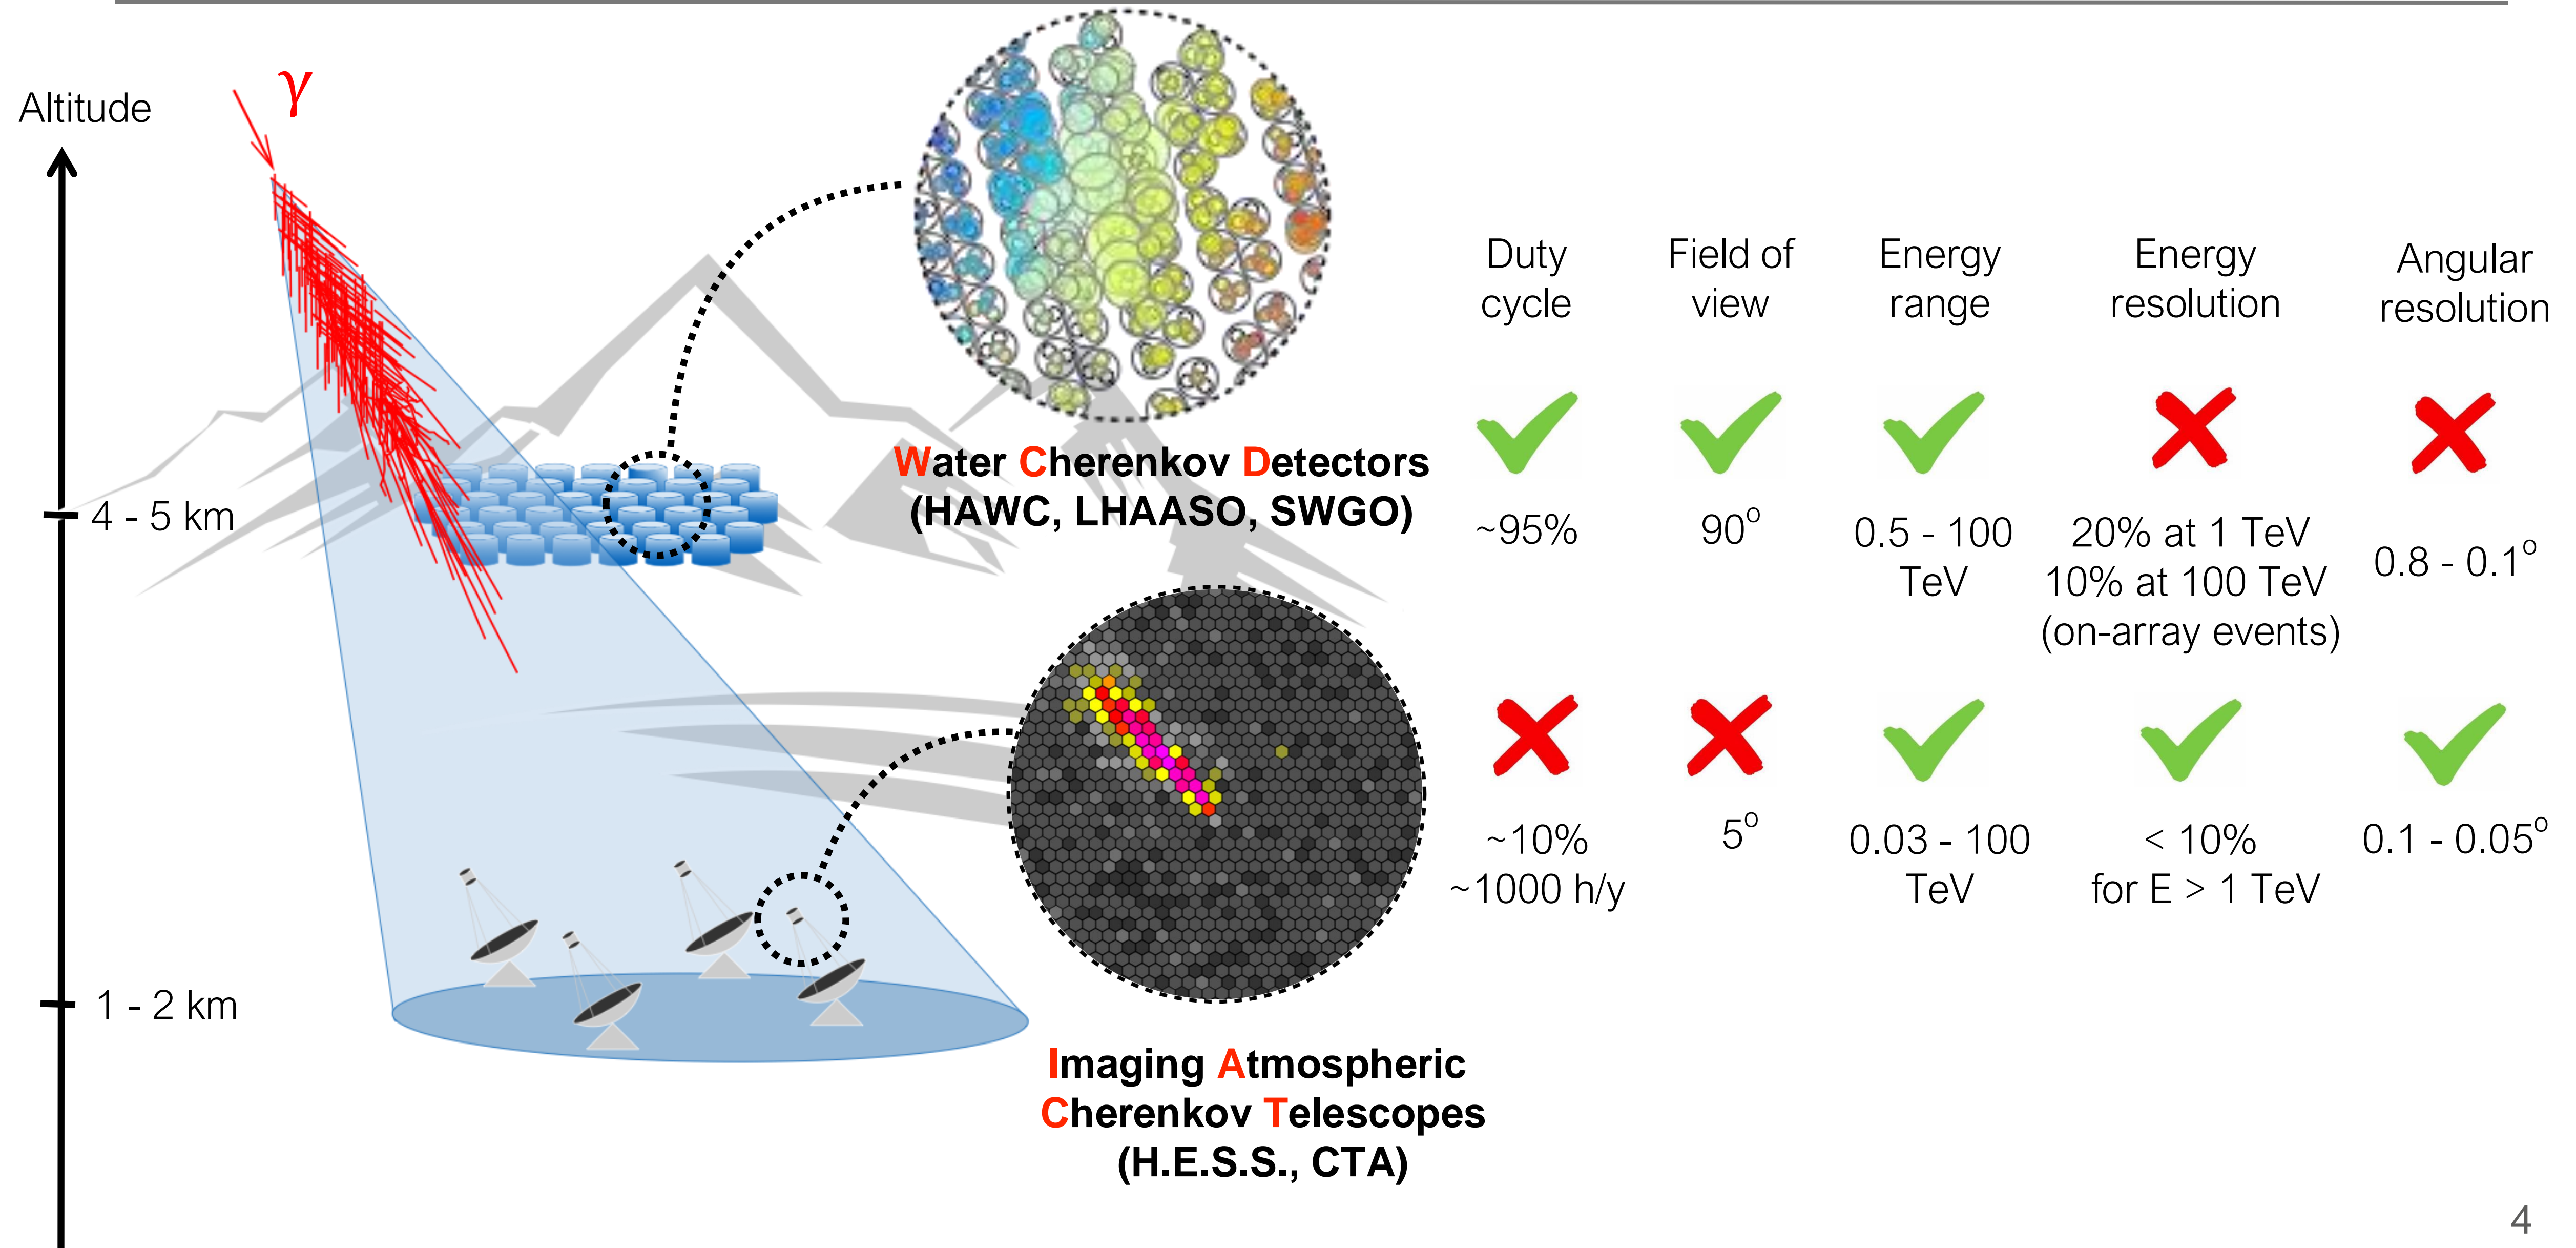 γ
Altitude
4 - 5 km
1 - 2 km
Water Cherenkov Detectors
(HAWC, LHAASO, SWGO)
Imaging Atmospheric
Cherenkov Telescopes
(H.E.S.S., CTA)
Duty
cycle
Field of
view
Energy
range
Energy
resolution
Angular
resolution
~95%
90°
0.5 - 100
TeV
20% at 1 TeV
10% at 100 TeV
(on-array events)
0.8 - 0.1°
~10%
~1000 h/y
5°
0.03 - 100
TeV
< 10%
for E > 1 TeV
0.1 - 0.05°
4